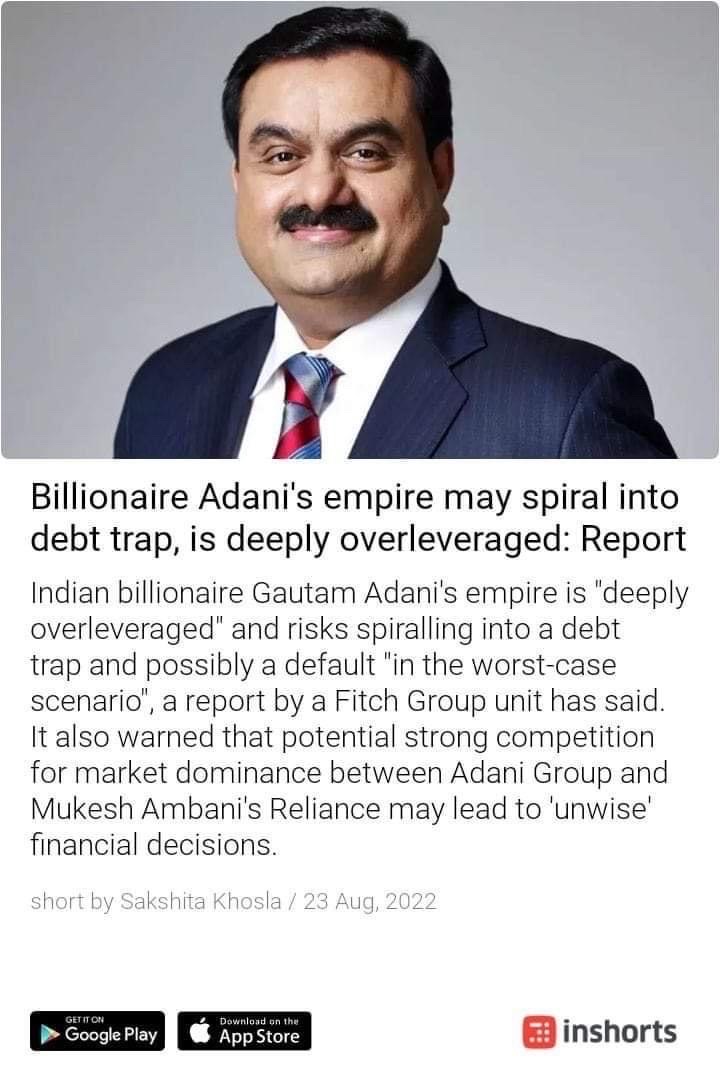 Billionaire Adani's empire may spiral into
debt trap, is deeply overleveraged: Report
Indian billionaire Gautam Adani's empire is "deeply
overleveraged" and risks spiralling into a debt
trap and possibly a default "in the worst-case
scenario", a report by a Fitch Group unit has said.
It also warned that potential strong competition
for market dominance between Adani Group and
Mukesh Ambani's Reliance may lead to 'unwise'
financial decisions.
short by Sakshita Khosla / 23 Aug, 2022
GET IT ON
Google Play
Download on the
App Store
inshorts